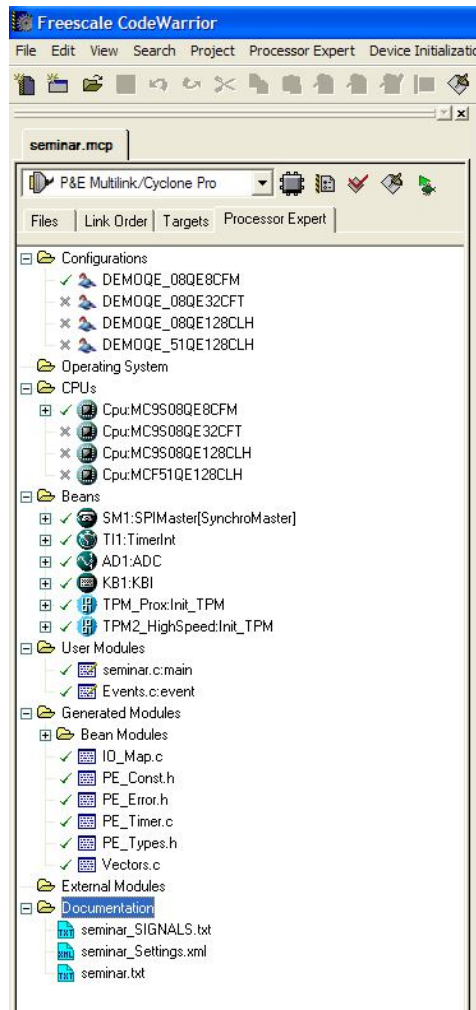 Freescale CodeWarrior
File Edit View Search Project Processor Expert Device Initializatio
seminar.mcp
P&E Multilink/Cyclone Pro
Files Link Order Targets Processor Expert
Configurations
DEMOQE_08QE8CFM
DEMOQE_08QE32CFT
DEMOQE_08QE128CLH
DEMOQE_51QE128CLH
Operating System
CPUs
Cpu:MC9S08QE8CFM
Cpu:MC9S08QE32CFT
Cpu:MC9S08QE128CLH
Cpu:MCF51QE128CLH
Beans
SM1:SPIMaster[SynchroMaster]
TI1:TimerInt
AD1:ADC
KB1:KBI
TPM_Prox:Init_TPM
TPM2_HighSpeed:Init_TPM
User Modules
seminar.c:main
Events.c:event
Generated Modules
Bean Modules
IO_Map.c
PE_Const.h
PE_Error.h
PE_Timer.c
PE_Types.h
Vectors.c
External Modules
Documentation
TXT seminar_SIGNALS.txt
XML seminar_Settings.xml
TXT seminar.txt